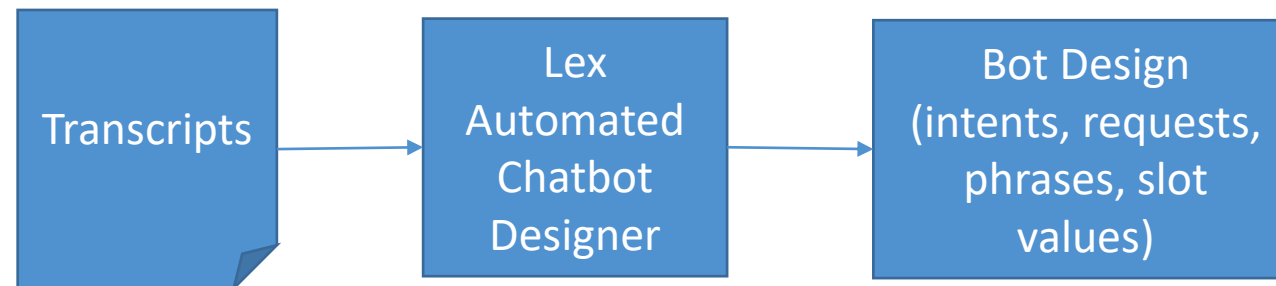 Transcripts
Lex
Automated
Chatbot
Designer
Bot Design
(intents, requests,
phrases, slot
values)